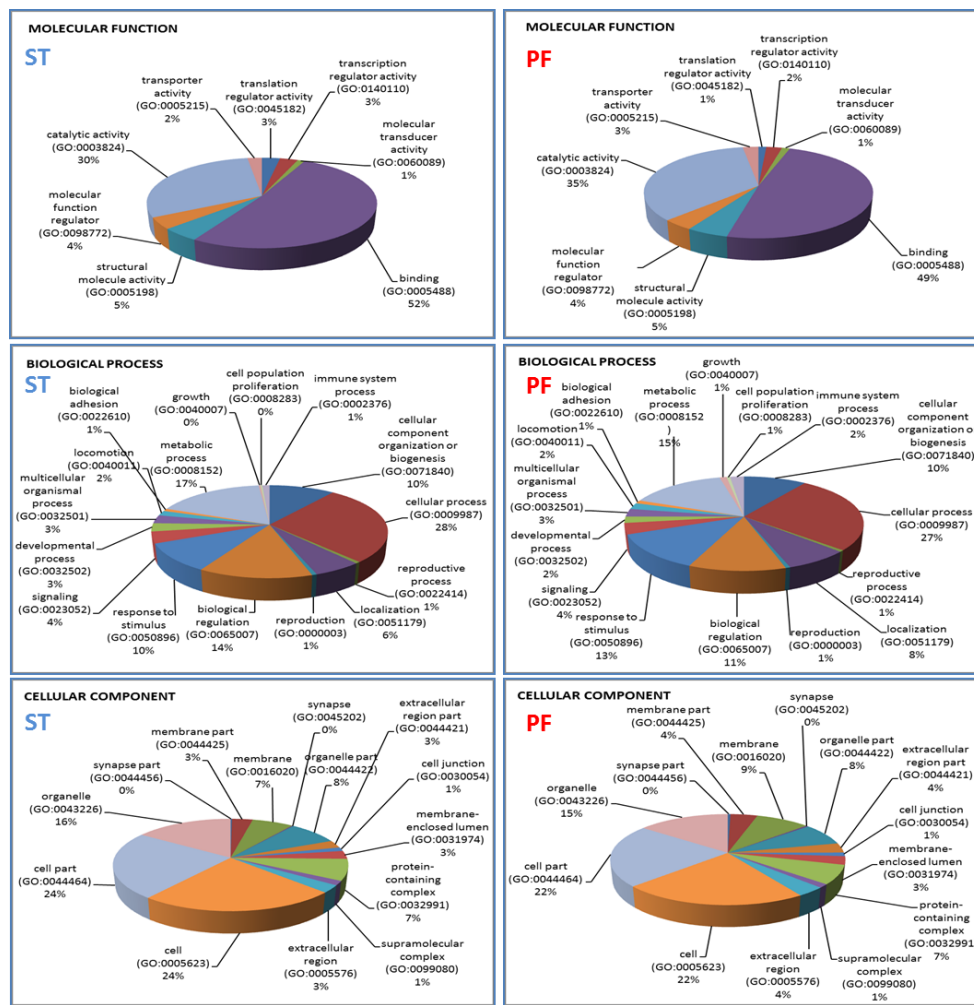 MOLECULAR FUNCTION
ST
transporter
activity
(GO:0005215)
2%
translation
regulator activity
(GO:0045182)
3%
transcription
regulator activity
(GO:0140110)
3%
molecular
transducer
activity
(GO:0060089)
1%
catalytic activity
(GO:0003824)
30%
molecular
function
regulator
(GO:0098772)
4%
structural
molecule activity
(GO:0005198)
5%
binding
(GO:0005488)
52%
MOLECULAR FUNCTION
PF
transporter
activity
(GO:0005215)
3%
translation
regulator activity
(GO:0045182)
1%
transcription
regulator activity
(GO:0140110)
2%
molecular
transducer
activity
(GO:0060089)
1%
catalytic activity
(GO:0003824)
35%
molecular
function
regulator
(GO:0098772)
4%
structural
molecule activity
(GO:0005198)
5%
binding
(GO:0005488)
49%
BIOLOGICAL PROCESS
ST
biological
adhesion
(GO:0022610)
1%
growth
(GO:0040007)
0%
cell population
proliferation
(GO:0008283)
0%
immune system
process
(GO:0002376)
1%
locomotion
(GO:0040011)
2%
metabolic
process
(GO:0008152)
17%
cellular
component
organization or
biogenesis
(GO:0071840)
10%
multicellular
organismal
process
(GO:0032501)
3%
cellular process
(GO:0009987)
28%
developmental
process
(GO:0032502)
3%
reproductive
process
(GO:0022414)
1%
signaling
(GO:0023052)
4%
response to
stimulus
(GO:0050896)
10%
biological
regulation
(GO:0065007)
14%
reproduction
(GO:0000003)
1%
localization
(GO:0051179)
6%
BIOLOGICAL PROCESS
PF
biological
adhesion
(GO:0022610)
1%
metabolic
process
(GO:0008152
)
15%
growth
(GO:0040007)
1%
cell population
proliferation
(GO:0008283)
1%
immune system
process
(GO:0002376)
2%
cellular
component
organization or
biogenesis
(GO:0071840)
10%
locomotion
(GO:0040011)
2%
multicellular
organismal process
(GO:0032501)
3%
cellular process
(GO:0009987)
27%
developmental
process
(GO:0032502)
2%
reproductive
process
(GO:0022414)
1%
signaling
(GO:0023052)
4%
response to
stimulus
(GO:0050896)
13%
biological
regulation
(GO:0065007)
11%
reproduction
(GO:0000003)
1%
localization
(GO:0051179)
8%
CELLULAR COMPONENT
ST
synapse part
(GO:0044456)
0%
membrane part
(GO:0044425)
3%
membrane
(GO:0016020)
7%
synapse
(GO:0045202)
0%
organelle part
(GO:0044422)
8%
extracellular
region part
(GO:0044421)
3%
cell junction
(GO:0030054)
1%
organelle
(GO:0043226)
16%
membrane-
enclosed lumen
(GO:0031974)
3%
cell part
(GO:0044464)
24%
protein-
containing
complex
(GO:0032991)
7%
cell
(GO:0005623)
24%
extracellular
region
(GO:0005576)
3%
supramolecular
complex
(GO:0099080)
1%
CELLULAR COMPONENT
PF
synapse part
(GO:0044456)
0%
membrane part
(GO:0044425)
4%
membrane
(GO:0016020)
9%
synapse
(GO:0045202)
0%
organelle part
(GO:0044422)
8%
extracellular
region part
(GO:0044421)
4%
cell junction
(GO:0030054)
1%
organelle
(GO:0043226)
15%
membrane-
enclosed lumen
(GO:0031974)
3%
cell part
(GO:0044464)
22%
protein-
containing
complex
(GO:0032991)
7%
cell
(GO:0005623)
22%
extracellular
region
(GO:0005576)
4%
supramolecular
complex
(GO:0099080)
1%